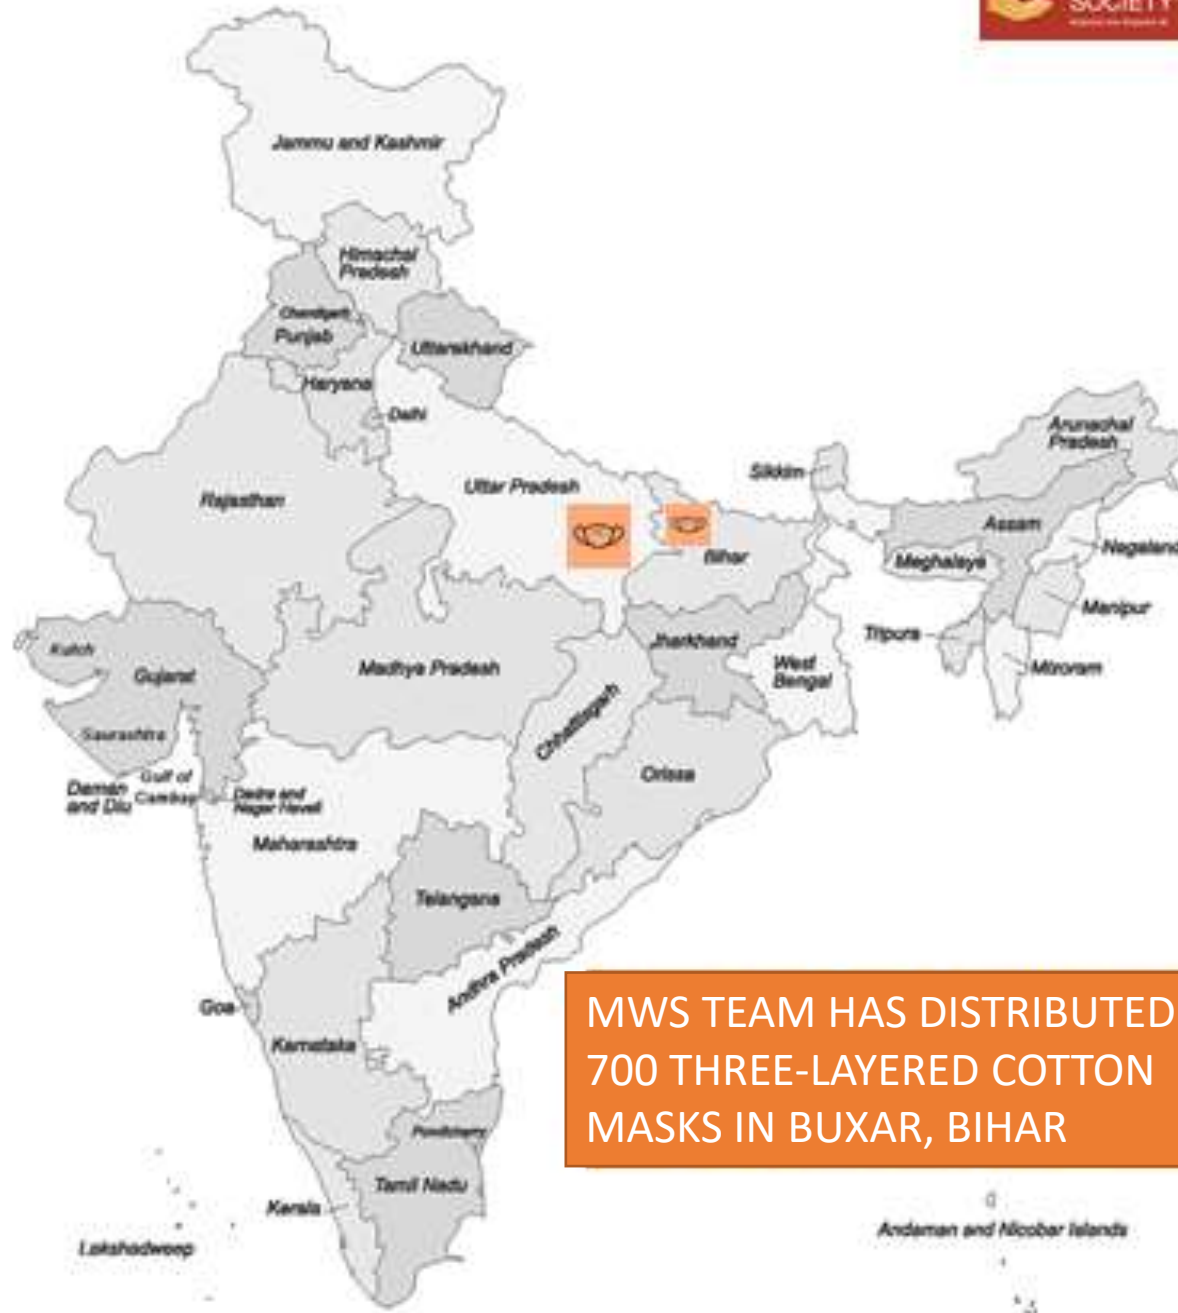 SOCIETY
Jammu and Kashmir
Himachal
Pradesh
Chandigarh
Punjab
Uttarakhand
Haryana
Delhi
Arunachal
Pradesh
Sikkim
Uttar Pradesh
Rajasthan
Assam
Nagaland
Bihar
Meghalaya
Manipur
Tripura
Jharkhand
Kutch
Madhya Pradesh
West
Bengal
Mizoram
Gujarat
Chhattisgarh
Saurashtra
Orissa
Gulf of
Cambay
Daman
and Diu
Dadra and
Nagar Haveli
Maharashtra
Telangana
Andhra Pradesh
Goa
Karnataka
MWS TEAM HAS DISTRIBUTED
700 THREE-LAYERED COTTON
MASKS IN BUXAR, BIHAR
Pondicherry
Tamil Nadu
Kerala
Lakshadweep
Andaman and Nicobar Islands